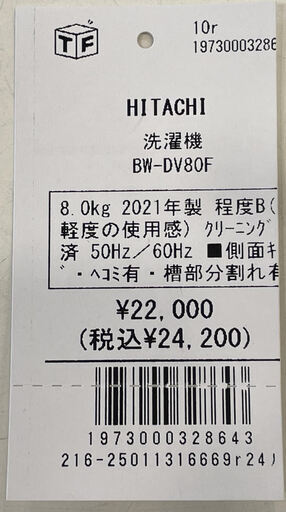 TF
10r
19730003286
HITACHI
洗濯機
BW-DV80F
8.0kg 2021年製 程度B(
軽度の使用感) クリーニング
済 50Hz/60Hz ■側面キ
ズ・ヘコミ有・槽部分割れ有
¥22,000
(税込¥24,200)
1973000328643
216-25011316669r24